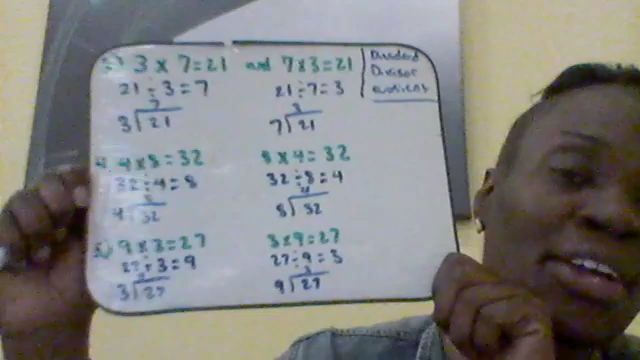 3) 3 x 7 = 21 and 7 x 3 = 21
21 ÷ 3 = 7 21 ÷ 7 = 3
7 3
3 21 7 21
4. 4 x 8 = 32 8 x 4 = 32
32 ÷ 4 = 8 32 ÷ 8 = 4
8 4
4 32 8 32
5. 9 x 3 = 27 3 x 9 = 27
27 ÷ 3 = 9 27 ÷ 9 = 3
9 3
3 27 9 27
Dividend
Divisor
Quotient